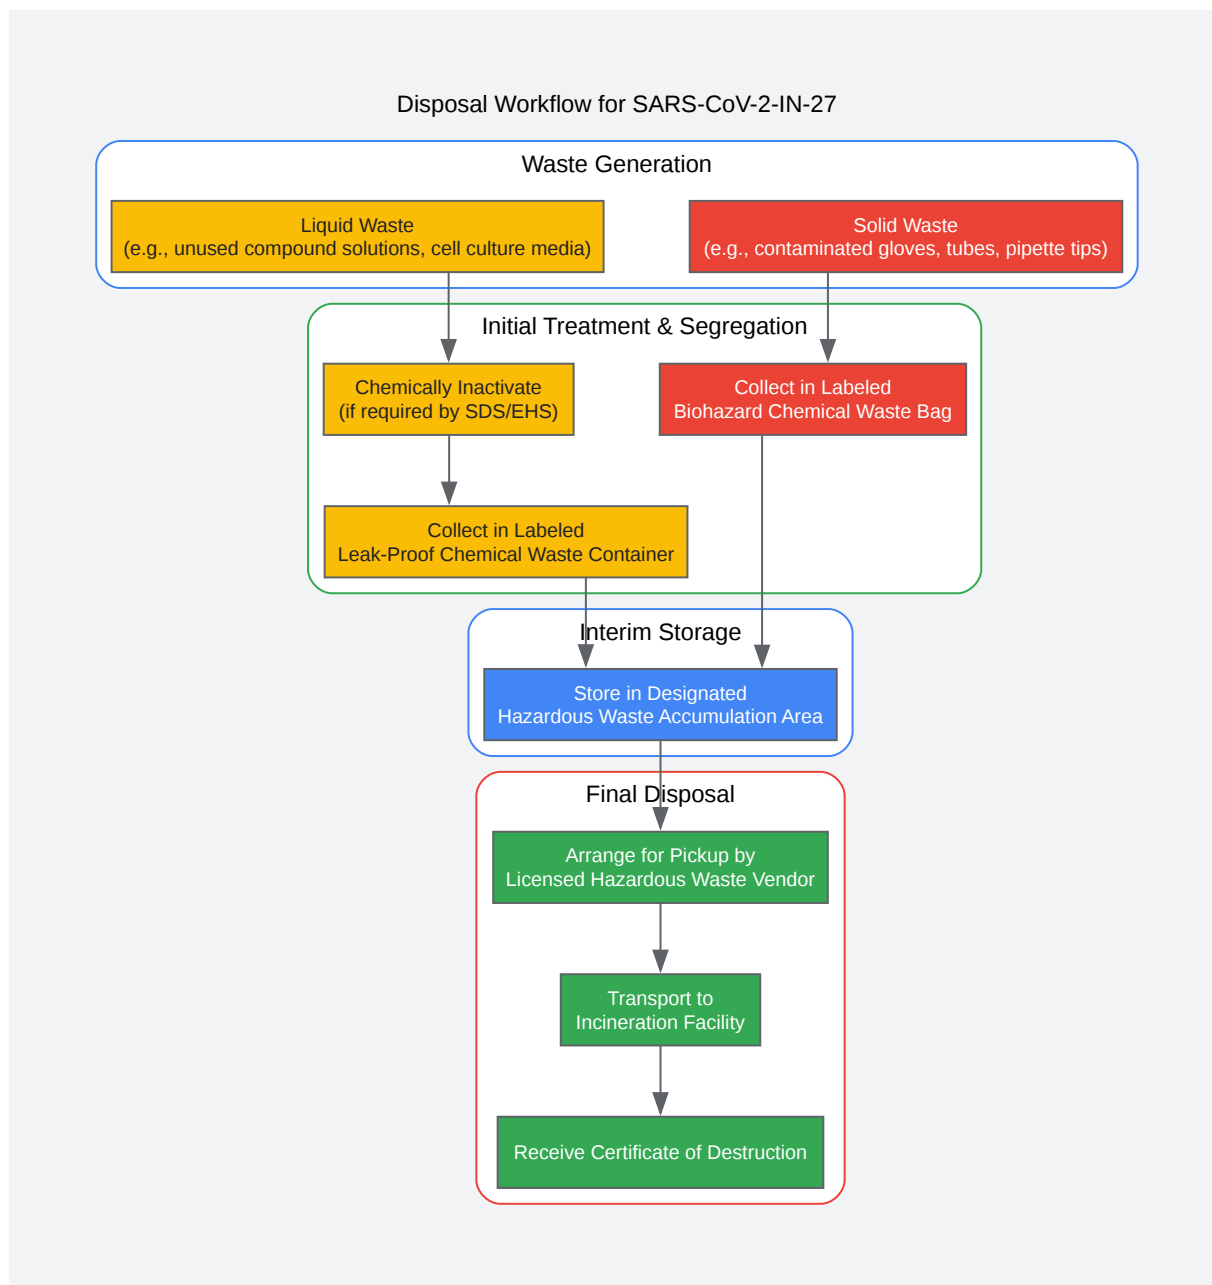 Disposal Workflow for SARS-CoV-2-IN-27
Waste Generation
Liquid Waste
(e.g., unused compound solutions, cell culture media)
Solid Waste
(e.g., contaminated gloves, tubes, pipette tips)
Initial Treatment & Segregation
Chemically Inactivate
(if required by SDS/EHS)
Collect in Labeled
Biohazard Chemical Waste Bag
Collect in Labeled
Leak-Proof Chemical Waste Container
Interim Storage
Store in Designated
Hazardous Waste Accumulation Area
Final Disposal
Arrange for Pickup by
Licensed Hazardous Waste Vendor
Transport to
Incineration Facility
Receive Certificate of Destruction